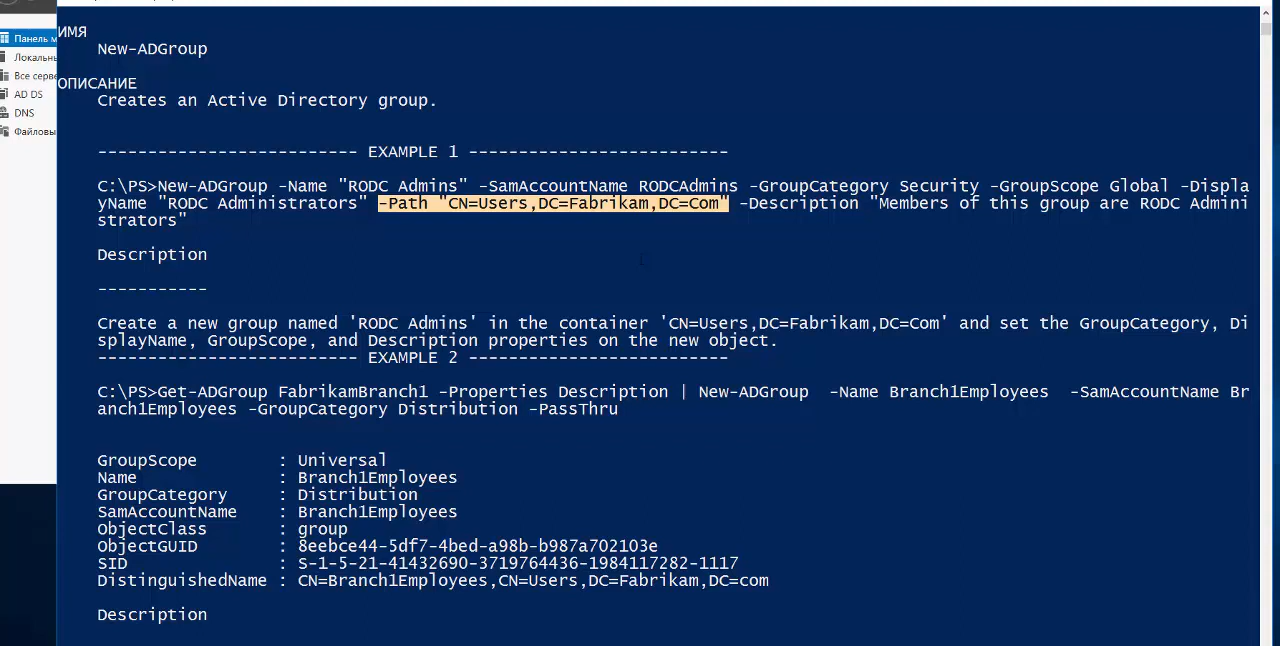 Панель
Локальн
Все серве
AD DS
DNS
Файловы
ИМЯ
New-ADGroup
ОПИСАНИЕ
Creates an Active Directory group.
-------------------------- EXAMPLE 1 --------------------------
C:\PS>New-ADGroup -Name "RODC Admins" -SamAccountName RODCAdmins -GroupCategory Security -GroupScope Global -Displa
yName "RODC Administrators" -Path "CN=Users,DC=Fabrikam,DC=Com" -Description "Members of this group are RODC Admini
strators"
Description
-----------
Create a new group named 'RODC Admins' in the container 'CN=Users,DC=Fabrikam,DC=Com' and set the GroupCategory, Di
splayName, GroupScope, and Description properties on the new object.
-------------------------- EXAMPLE 2 --------------------------
C:\PS>Get-ADGroup FabrikamBranch1 -Properties Description | New-ADGroup  -Name Branch1Employees  -SamAccountName Br
anch1Employees -GroupCategory Distribution -PassThru
GroupScope        : Universal
Name              : Branch1Employees
GroupCategory     : Distribution
SamAccountName    : Branch1Employees
ObjectClass       : group
ObjectGUID        : 8eebce44-5df7-4bed-a98b-b987a702103e
SID               : S-1-5-21-41432690-3719764436-1984117282-1117
DistinguishedName : CN=Branch1Employees,CN=Users,DC=Fabrikam,DC=com
Description